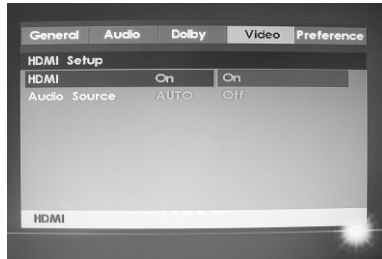 General Audio Dolby Video Preference
HDMI Setup
HDMI On On
Audio Source AUTO Off
HDMI